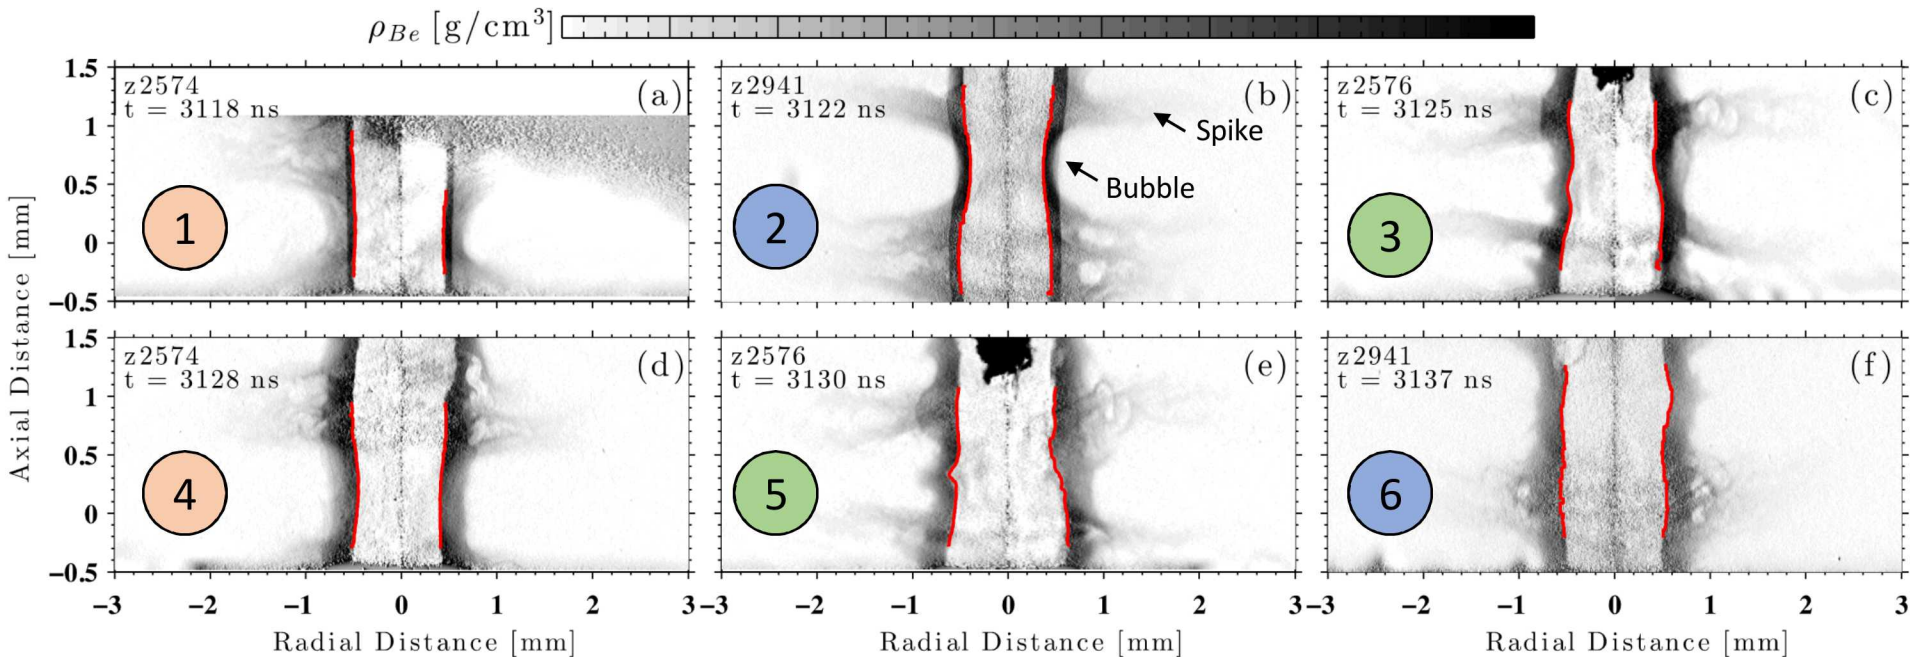 ρ_Be [g/cm³]
z2574
t = 3118 ns
(a)
1
z2941
t = 3122 ns
(b)
Spike
Bubble
2
z2576
t = 3125 ns
(c)
3
z2574
t = 3128 ns
(d)
4
z2576
t = 3130 ns
(e)
5
z2941
t = 3137 ns
(f)
6
Axial Distance [mm]
1.5
1
0.5
0
−0.5
1.5
1
0.5
0
−0.5
−3 −2 −1 0 1 2 3
−3 −2 −1 0 1 2 3
−3 −2 −1 0 1 2 3
Radial Distance [mm]
Radial Distance [mm]
Radial Distance [mm]